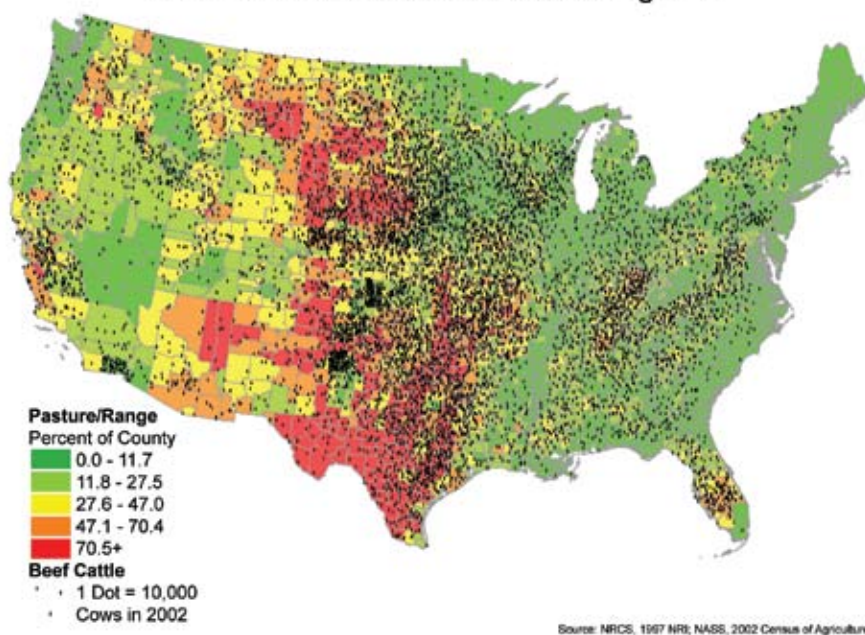 Pasture/Range
Percent of County
0.0 - 11.7
11.8 - 27.5
27.6 - 47.0
47.1 - 70.4
70.5+
Beef Cattle
1 Dot = 10,000
Cows in 2002
Source: NRCS, 1997 NRI; NASS, 2002 Census of Agriculture